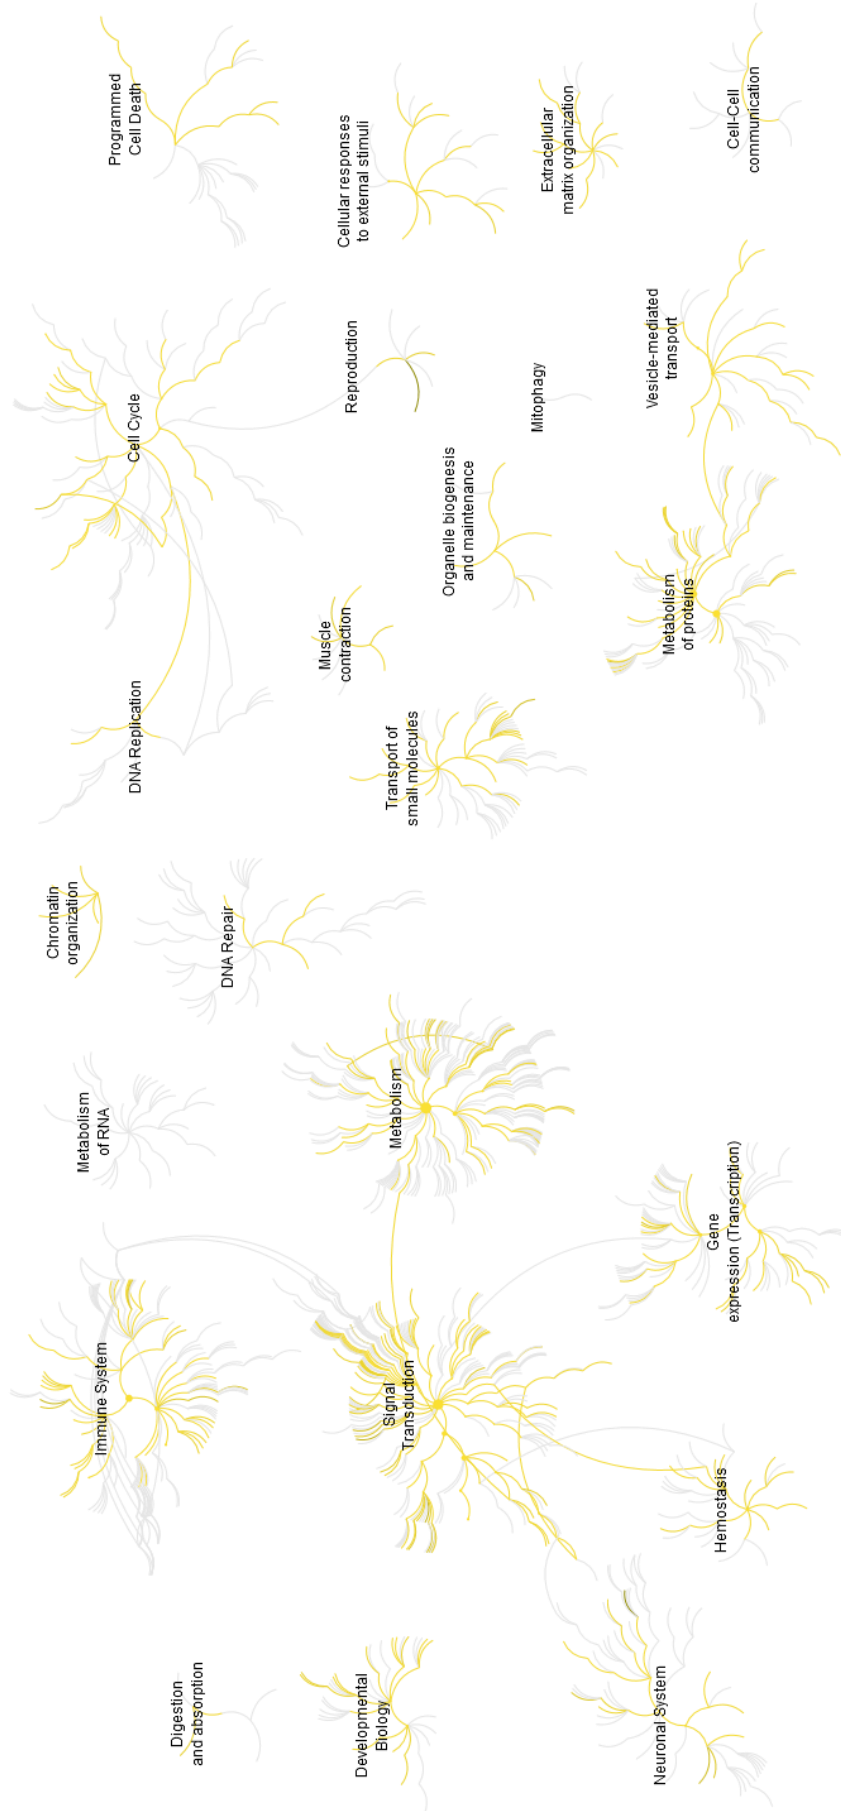 Programmed
Cell Death
Cellular responses
to external stimuli
Extracellular
matrix organization
Cell-Cell
communication
Cell Cycle
Reproduction
Mitophagy
Vesicle-mediated
transport
Organelle biogenesis
and maintenance
Metabolism
of proteins
Muscle
contraction
DNA Replication
Transport of
small molecules
Chromatin
organization
DNA Repair
Metabolism
of RNA
Metabolism
Gene
expression (Transcription)
Immune System
Signal
Transduction
Hemostasis
Digestion
and absorption
Developmental
Biology
Neuronal System